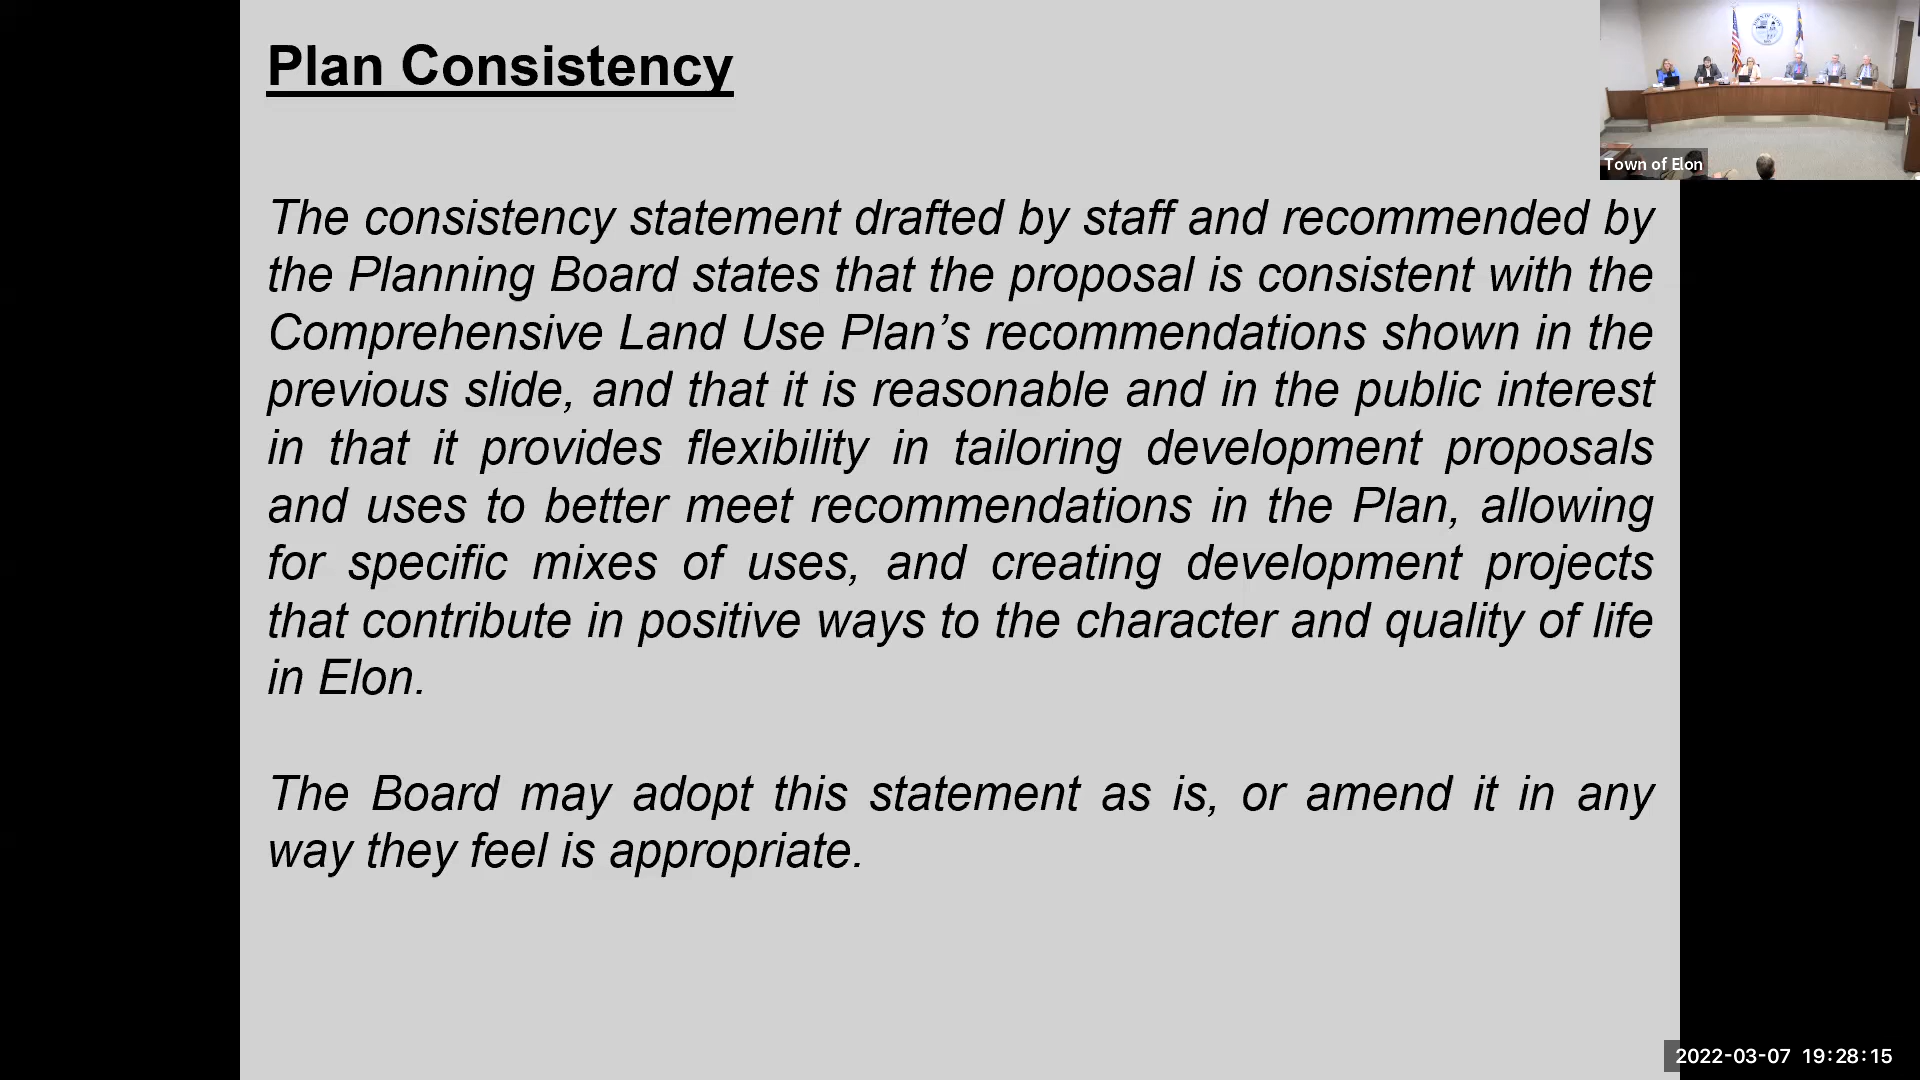 Plan Consistency
Town of Elon
The consistency statement drafted by staff and recommended by
the Planning Board states that the proposal is consistent with the
Comprehensive Land Use Plan’s recommendations shown in the
previous slide, and that it is reasonable and in the public interest
in that it provides flexibility in tailoring development proposals
and uses to better meet recommendations in the Plan, allowing
for specific mixes of uses, and creating development projects
that contribute in positive ways to the character and quality of life
in Elon.
The Board may adopt this statement as is, or amend it in any
way they feel is appropriate.
2022-03-07 19:28:15